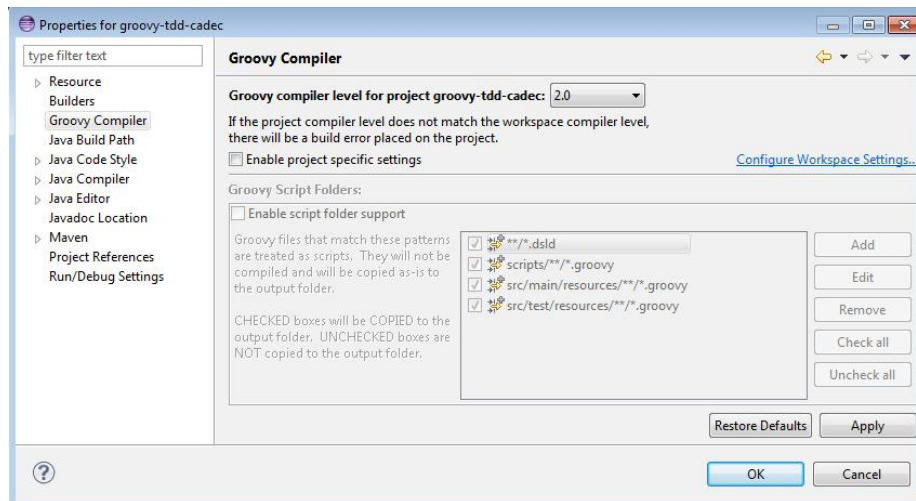 Properties for groovy-tdd-cadec
type filter text
Resource
Builders
Groovy Compiler
Java Build Path
Java Code Style
Java Compiler
Java Editor
Javadoc Location
Maven
Project References
Run/Debug Settings
Groovy Compiler
Groovy compiler level for project groovy-tdd-cadec: 2.0
If the project compiler level does not match the workspace compiler level,
there will be a build error placed on the project.
Enable project specific settings
Configure Workspace Settings...
Groovy Script Folders:
Enable script folder support
Groovy files that match these patterns
are treated as scripts. They will not be
compiled and will be copied as-is to
the output folder.
CHECKED boxes will be COPIED to the
output folder. UNCHECKED boxes are
NOT copied to the output folder.
**/*.dsld
scripts/**/*.groovy
src/main/resources/**/*.groovy
src/test/resources/**/*.groovy
Add
Edit
Remove
Check all
Uncheck all
Restore Defaults
Apply
?
OK
Cancel